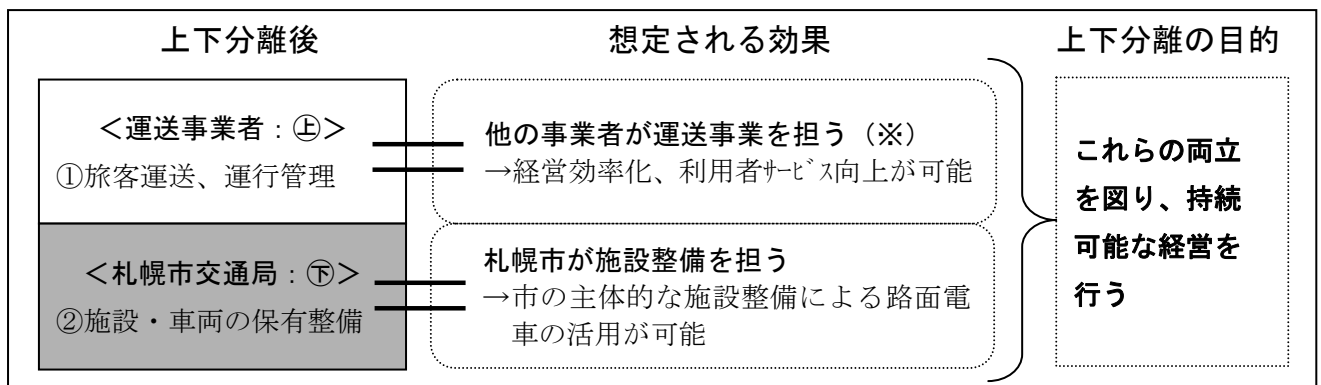 上下分離後
想定される効果
上下分離の目的
＜運送事業者：㊤＞
①旅客運送、運行管理
他の事業者が運送事業を担う（※）
→経営効率化、利用者ｻｰﾋﾞｽ向上が可能
＜札幌市交通局：㊦＞
②施設・車両の保有整備
札幌市が施設整備を担う
→市の主体的な施設整備による路面電
車の活用が可能
これらの両立
を図り、持続
可能な経営を
行う